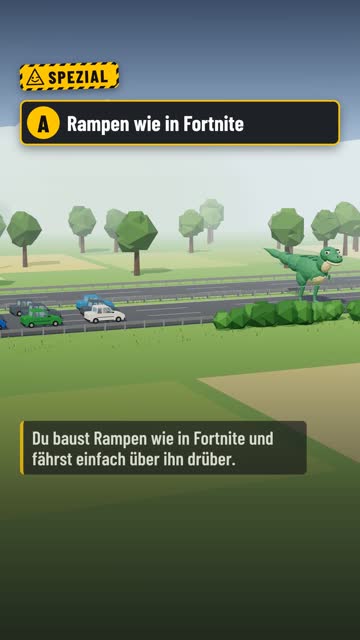 SPEZIAL
A Rampen wie in Fortnite
Du baust Rampen wie in Fortnite und
fährst einfach über ihn drüber.